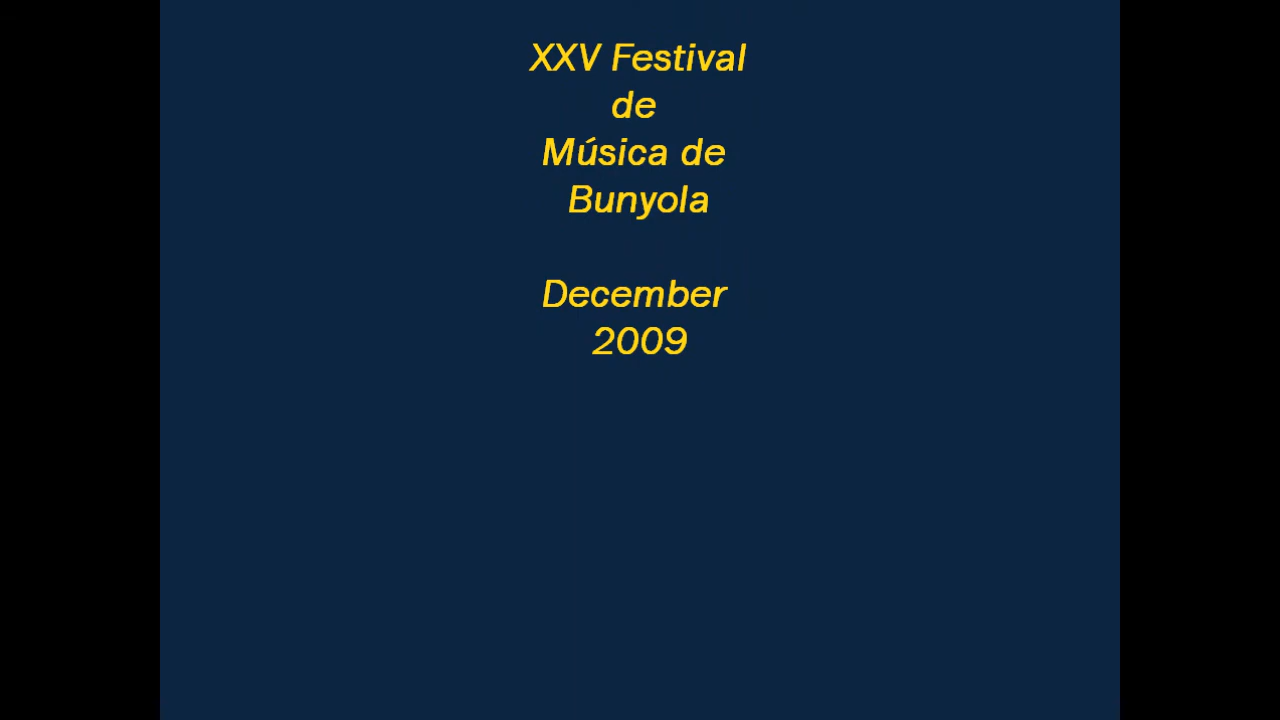 XXV Festival
de
Música de
Bunyola
December
2009